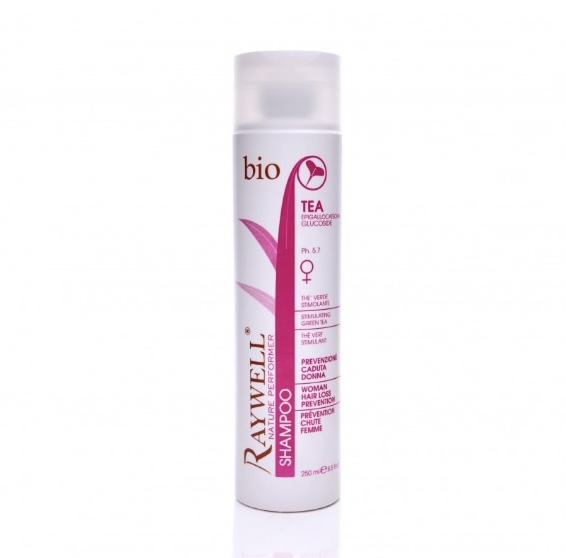 bio
TEA
GLUCOSIDE
Ph. 5.7
THE' VERDE
STIMOLANTE
STIMULATING
GREEN TEA
THÉ VERT
STIMULANT
PREVENZIONE
CADUTA
DONNA
WOMAN
HAIR LOSS
PREVENTION
PRÉVENTION
CHUTE
FEMME
250 ml ℮
RAYWELL®
NATURE PERFORMER
SHAMPOO